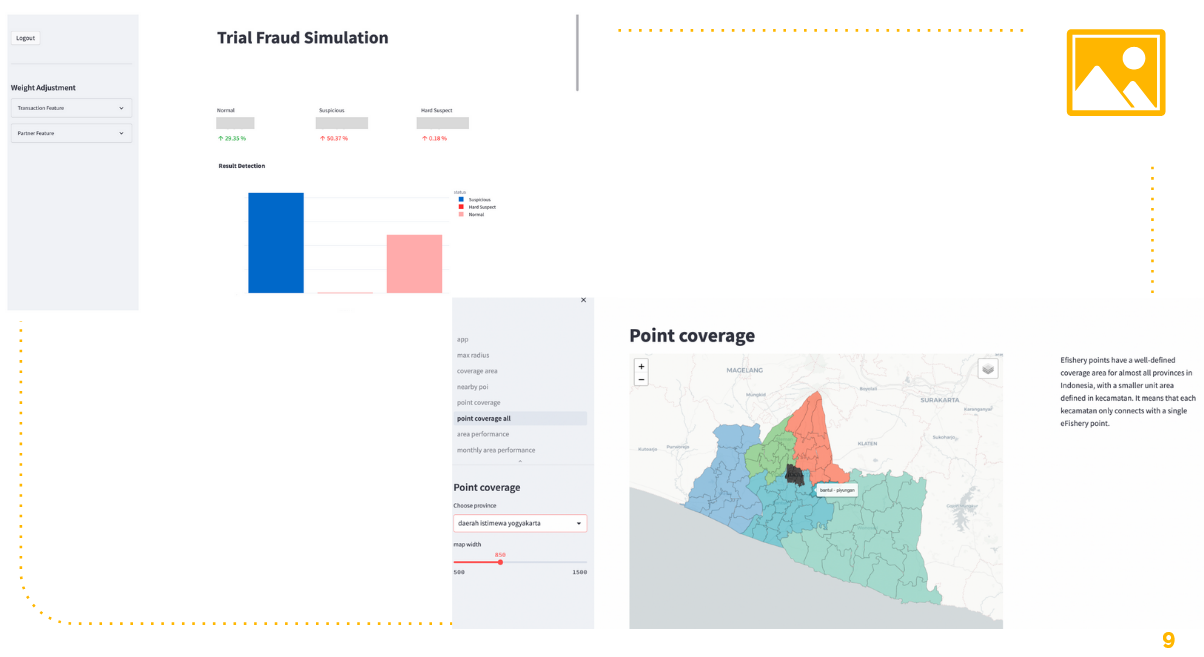 Logout
Weight Adjustment
Transaction Feature
Partner Feature
Trial Fraud Simulation
Normal
Suspicious
Hard Suspect
↑ 29.35 %
↑ 50.37 %
↑ 0.18 %
Result Detection
status
Suspicious
Hard Suspect
Normal
×
app
max radius
coverage area
nearby poi
point coverage
point coverage all
area performance
monthly area performance
Point coverage
Choose province
daerah istimewa yogyakarta
map width
850
500
1500
Point coverage
+
−
MAGELANG
Boyolali
SURAKARTA
Karanganyar
Purworejo
KLATEN
Sukoharjo
bantul - piyungan
Efishery points have a well-defined
coverage area for almost all provinces in
Indonesia, with a smaller unit area
defined in kecamatan. It means that each
kecamatan only connects with a single
eFishery point.
9